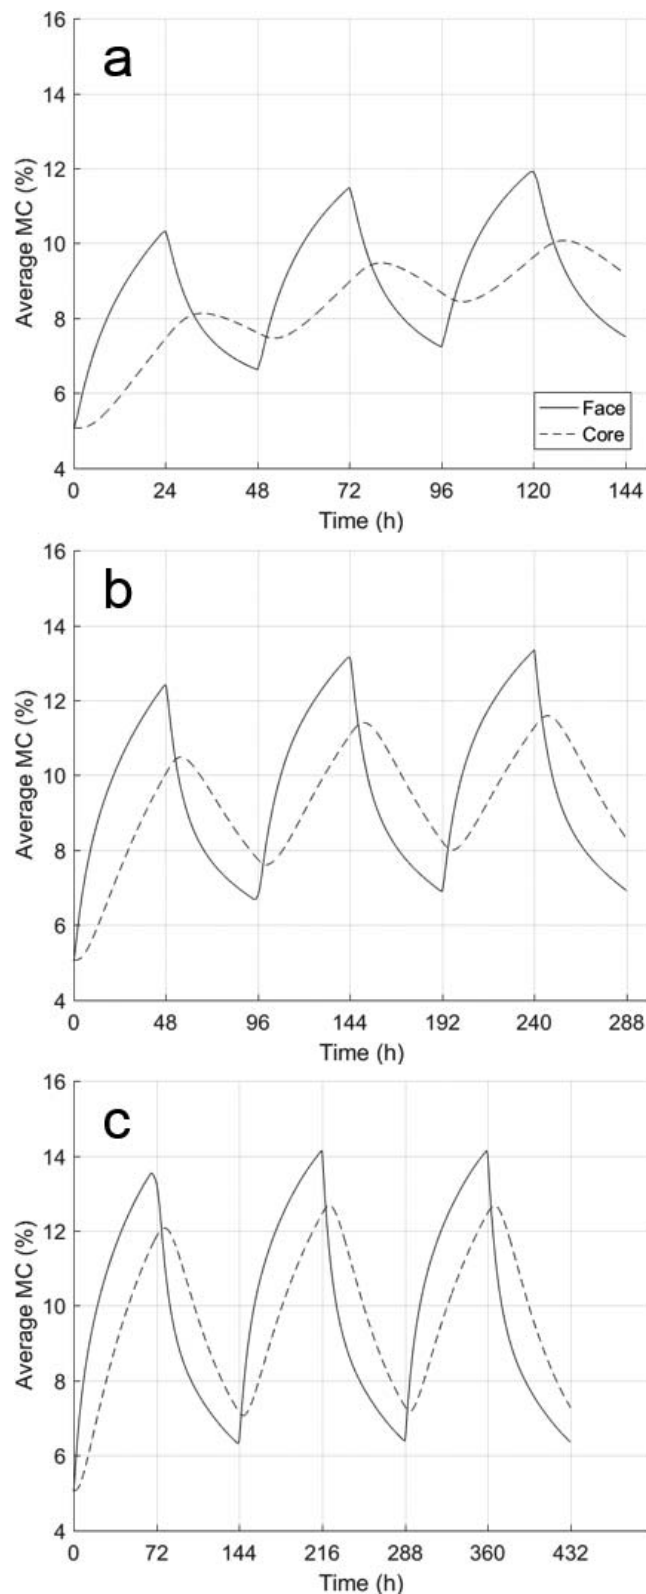 a
Average MC (%)
16
14
12
10
8
6
4
0 24 48 72 96 120 144
Time (h)
Face
Core
b
Average MC (%)
16
14
12
10
8
6
4
0 48 96 144 192 240 288
Time (h)
c
Average MC (%)
16
14
12
10
8
6
4
0 72 144 216 288 360 432
Time (h)